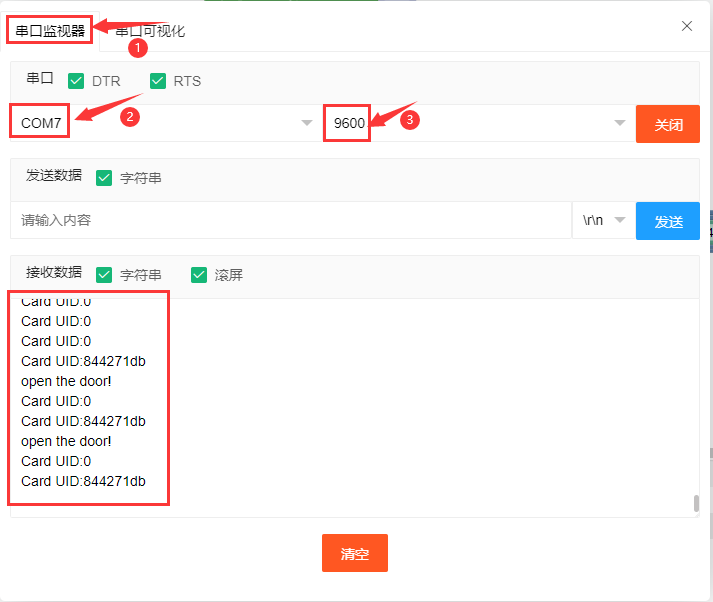 串口监视器 串口可视化
1
串口 DTR RTS
2
COM7 9600 关闭
3
发送数据 字符串
请输入内容 \r\n 发送
接收数据 字符串 滚屏
Card UID:0
Card UID:0
Card UID:0
Card UID:844271db
open the door!
Card UID:0
Card UID:844271db
open the door!
Card UID:0
Card UID:844271db
清空